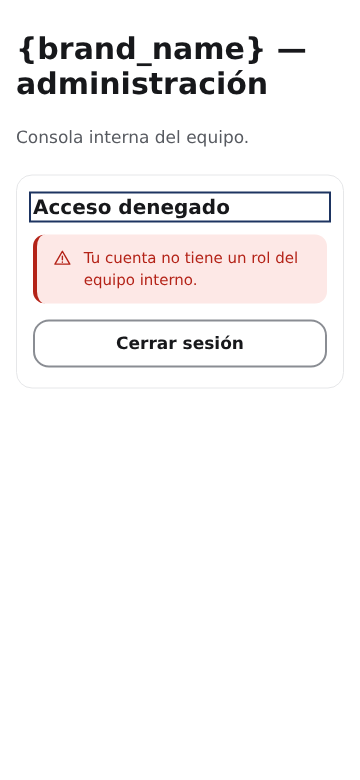 {brand_name} —
administración
Consola interna del equipo.
Acceso denegado
Tu cuenta no tiene un rol del
equipo interno.
Cerrar sesión